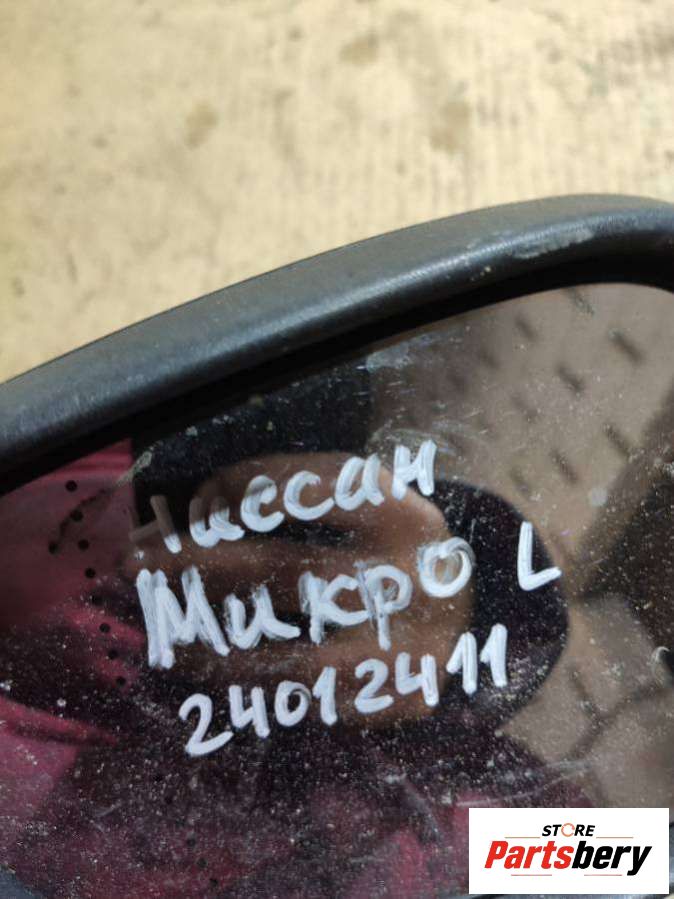 Ниссан
Микро L
24012411
STORE
Partsbery